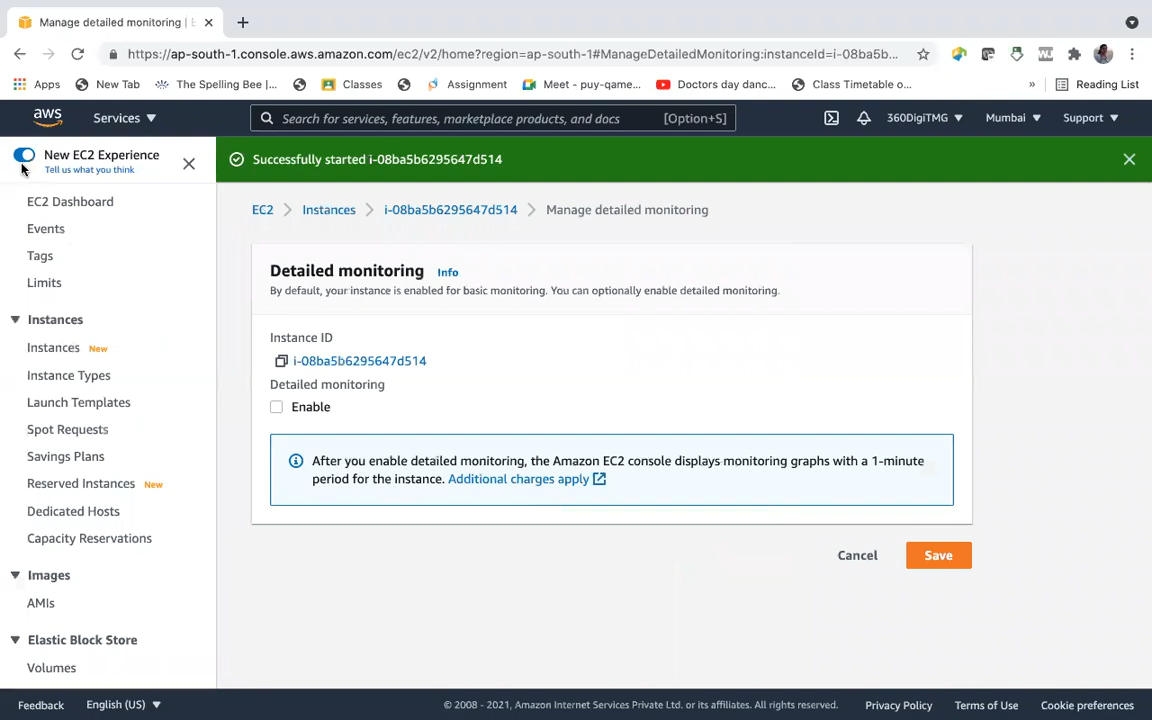 Manage detailed monitoring | E
https://ap-south-1.console.aws.amazon.com/ec2/v2/home?region=ap-south-1#ManageDetailedMonitoring:instanceId=i-08ba5b...
Apps New Tab The Spelling Bee |... Classes Assignment Meet - puy-game... Doctors day danc... Class Timetable o... » Reading List
aws Services Search for services, features, marketplace products, and docs [Option+S] 360DigiTMG Mumbai Support
New EC2 Experience
Tell us what you think
Successfully started i-08ba5b6295647d514
EC2 Dashboard
Events
Tags
Limits
Instances
Instances New
Instance Types
Launch Templates
Spot Requests
Savings Plans
Reserved Instances New
Dedicated Hosts
Capacity Reservations
Images
AMIs
Elastic Block Store
Volumes
EC2 > Instances > i-08ba5b6295647d514 > Manage detailed monitoring
Detailed monitoring Info
By default, your instance is enabled for basic monitoring. You can optionally enable detailed monitoring.
Instance ID
i-08ba5b6295647d514
Detailed monitoring
Enable
After you enable detailed monitoring, the Amazon EC2 console displays monitoring graphs with a 1-minute
period for the instance. Additional charges apply
Cancel Save
Feedback English (US) © 2008 - 2021, Amazon Internet Services Private Ltd. or its affiliates. All rights reserved. Privacy Policy Terms of Use Cookie preferences